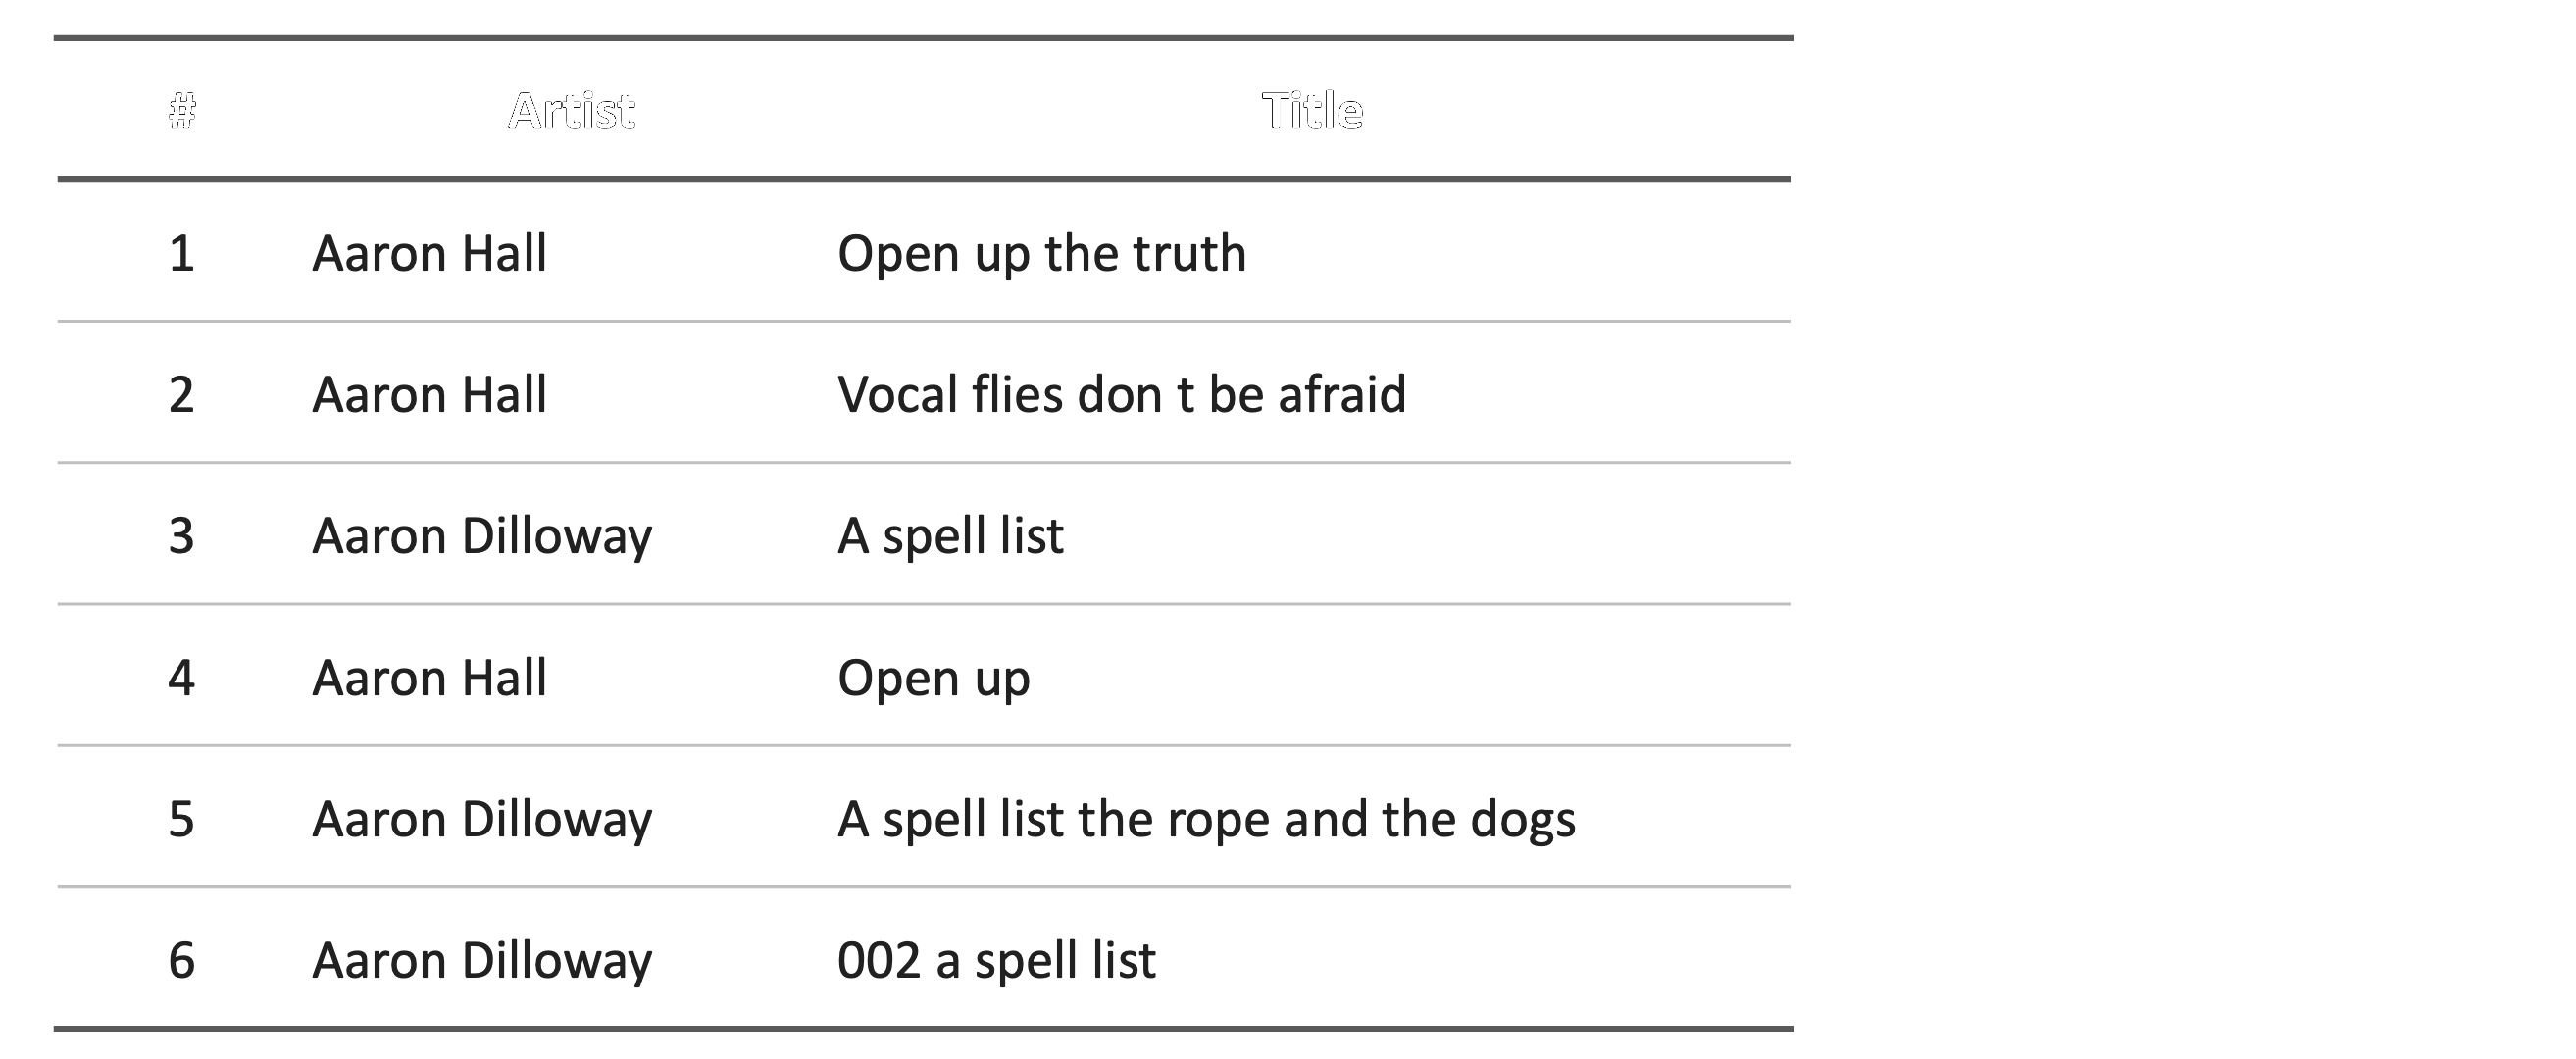 # Artist Title
1 Aaron Hall Open up the truth
2 Aaron Hall Vocal flies don t be afraid
3 Aaron Dilloway A spell list
4 Aaron Hall Open up
5 Aaron Dilloway A spell list the rope and the dogs
6 Aaron Dilloway 002 a spell list